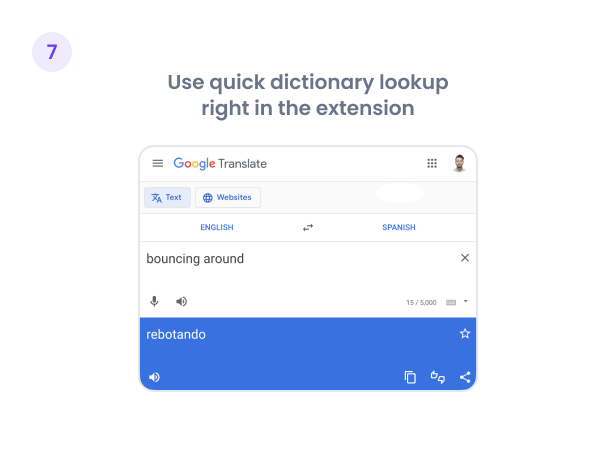 7
Use quick dictionary lookup
right in the extension
Google Translate
Text Websites
ENGLISH SPANISH
bouncing around
15 / 5,000
rebotando